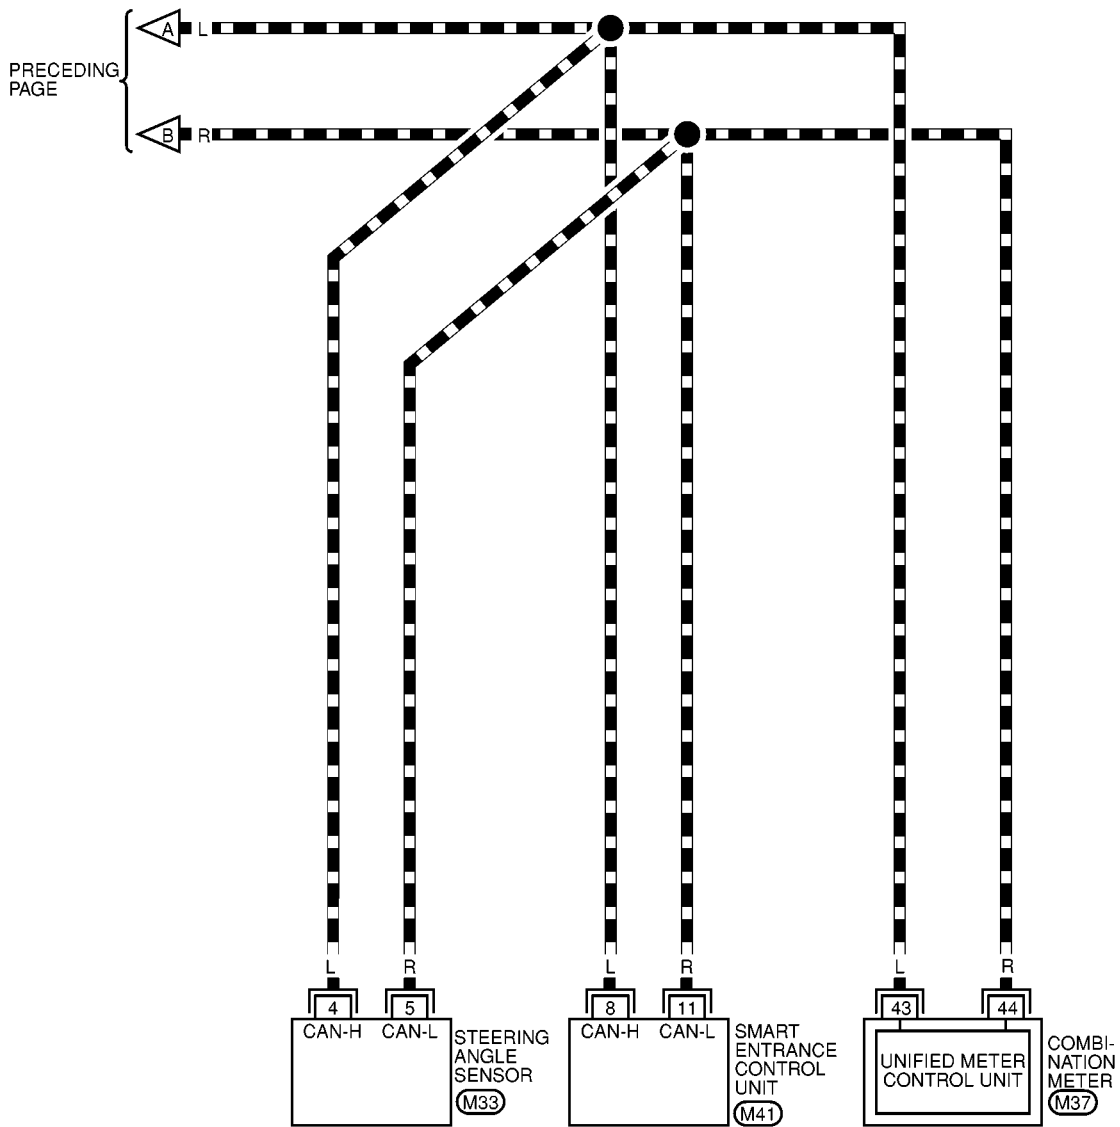 A L
PRECEDING
PAGE
B R
L R L R L R
4 5 8 11 43 44
CAN-H CAN-L
STEERING
ANGLE
SENSOR
M33
CAN-H CAN-L
SMART
ENTRANCE
CONTROL
UNIT
M41
UNIFIED METER
CONTROL UNIT
COMBI-
NATION
METER
M37